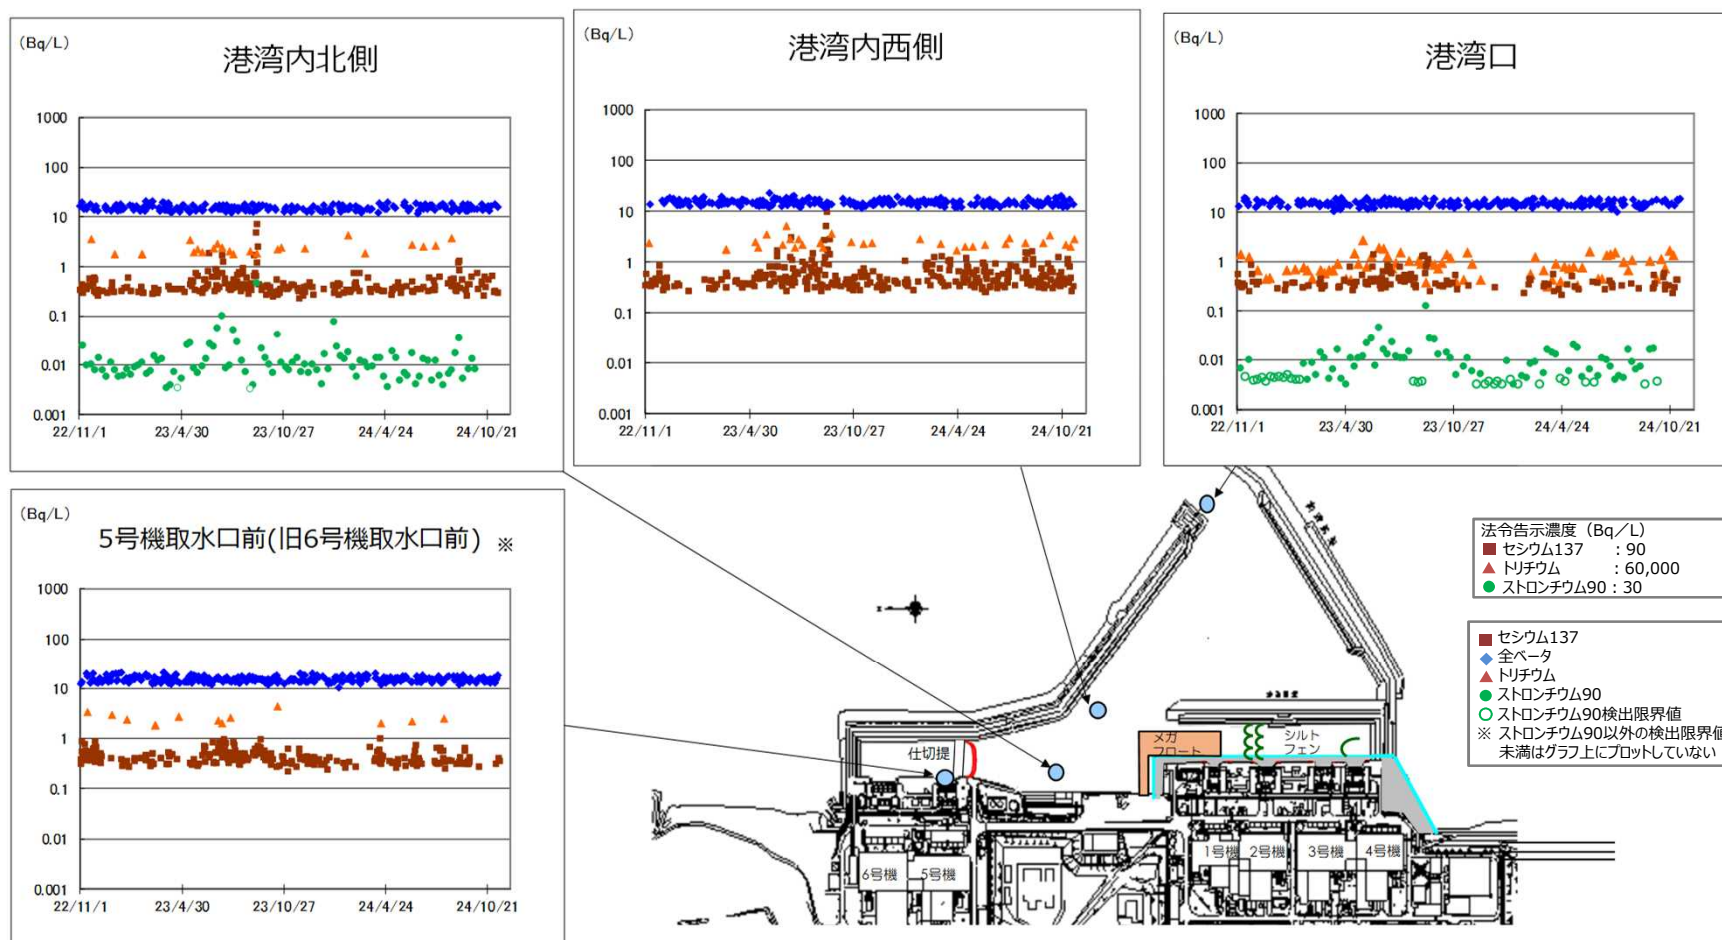 (Bq/L)
港湾内北側
1000
100
10
1
0.1
0.01
0.001
22/11/1
23/4/30
23/10/27
24/4/24
24/10/21
(Bq/L)
港湾内西側
1000
100
10
1
0.1
0.01
0.001
22/11/1
23/4/30
23/10/27
24/4/24
24/10/21
(Bq/L)
港湾口
1000
100
10
1
0.1
0.01
0.001
22/11/1
23/4/30
23/10/27
24/4/24
24/10/21
(Bq/L)
5号機取水口前(旧6号機取水口前) ※
1000
100
10
1
0.1
0.01
0.001
22/11/1
23/4/30
23/10/27
24/4/24
24/10/21
法令告示濃度(Bq/L)
セシウム137 :90
トリチウム :60,000
ストロンチウム90:30
セシウム137
全ベータ
トリチウム
ストロンチウム90
ストロンチウム90検出限界値
※ ストロンチウム90以外の検出限界値
未満はグラフ上にプロットしていない
仕切提
メガ
フロート
シルト
フェン
1号機
2号機
3号機
4号機
6号機
5号機